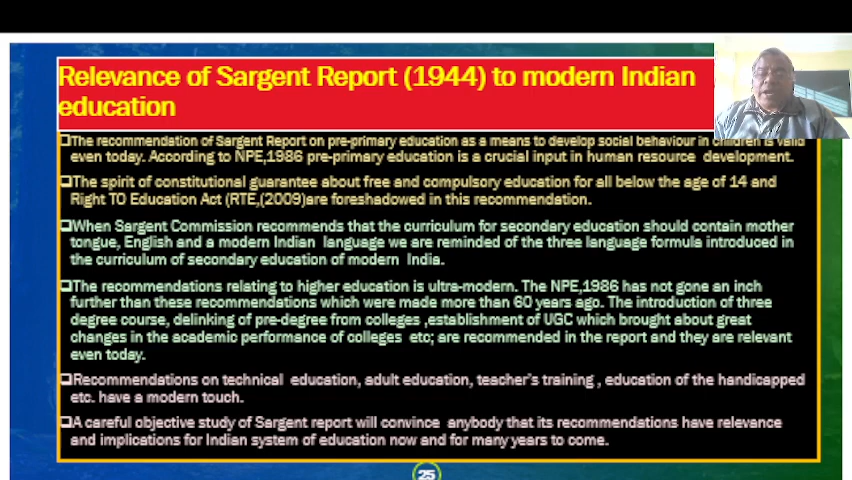 Relevance of Sargent Report (1944) to modern Indian
education
❑The recommendation of Sargent Report on pre-primary education as a means to develop social behaviour in children is valid
even today. According to NPE,1986 pre-primary education is a crucial input in human resource development.
❑The spirit of constitutional guarantee about free and compulsory education for all below the age of 14 and
Right TO Education Act (RTE,(2009)are foreshadowed in this recommendation.
❑When Sargent Commission recommends that the curriculum for secondary education should contain mother
tongue, English and a modern Indian language we are reminded of the three language formula introduced in
the curriculum of secondary education of modern India.
❑The recommendations relating to higher education is ultra-modern. The NPE,1986 has not gone an inch
further than these recommendations which were made more than 60 years ago. The introduction of three
degree course, delinking of pre-degree from colleges ,establishment of UGC which brought about great
changes in the academic performance of colleges etc; are recommended in the report and they are relevant
even today.
❑Recommendations on technical education, adult education, teacher's training , education of the handicapped
etc. have a modern touch.
❑A careful objective study of Sargent report will convince anybody that its recommendations have relevance
and implications for Indian system of education now and for many years to come.
25